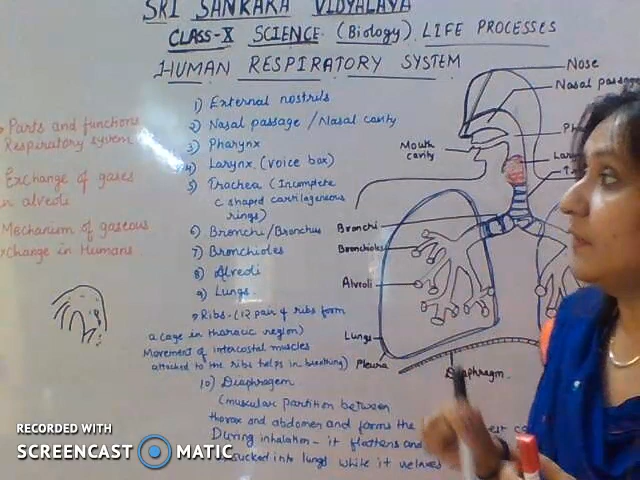 SRI SANKARA VIDYALAYA
CLASS-X SCIENCE (Biology) LIFE PROCESSES
HUMAN RESPIRATORY SYSTEM
Parts and functions
Respiratory system
Exchange of gases
in alveoli
Mechanism of gaseous
Exchange in Humans
1) External nostrils
2) Nasal passage / Nasal cavity
3) Pharynx
4) Larynx (voice box)
5) Trachea (Incomplete
c shaped cartilageneous
rings)
6) Bronchi/Bronchus
7) Bronchioles
8) Alveoli
9) Lungs.
Ribs - (12 pair of ribs form
a cage in thoracic region)
Movement of intercostal muscles
attached to the ribs helps in breathing)
10) Diaphragem
(muscular partition between
thorax and abdomen and forms the
During inhalation - it flattens and
sucked into lungs while it relaxes
Nose
Nasal passage
Mouth
cavity
Bronchi
Bronchioles
Alveoli
Lungs
Pleura
Diaphragm.
RECORDED WITH
SCREENCAST MATIC